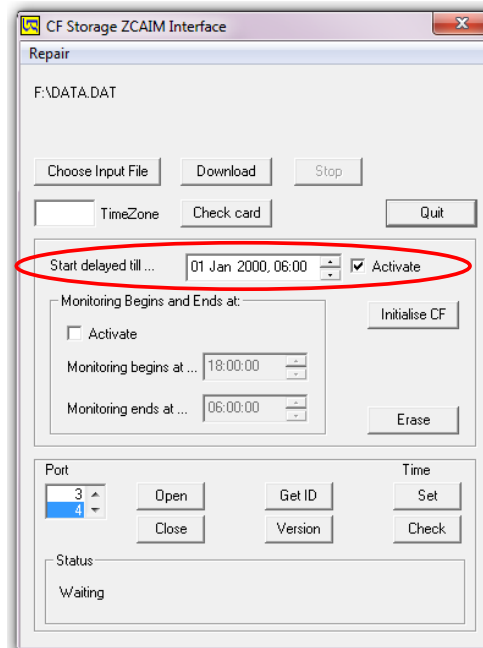 CF Storage ZCAIM Interface
Repair
F:\DATA.DAT
Choose Input File Download Stop
TimeZone Check card Quit
Start delayed till ... 01 Jan 2000, 06:00 Activate
Monitoring Begins and Ends at:
Initialise CF
Activate
Monitoring begins at ... 18:00:00
Monitoring ends at ... 06:00:00
Erase
Port Time
3
Open Get ID Set
4
Close Version Check
Status
Waiting